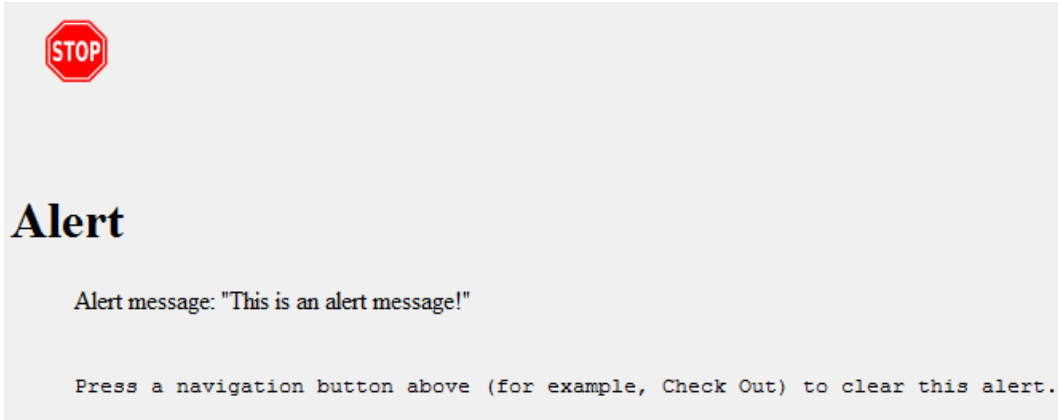 STOP
Alert
Alert message: "This is an alert message!"
Press a navigation button above (for example, Check Out) to clear this alert.